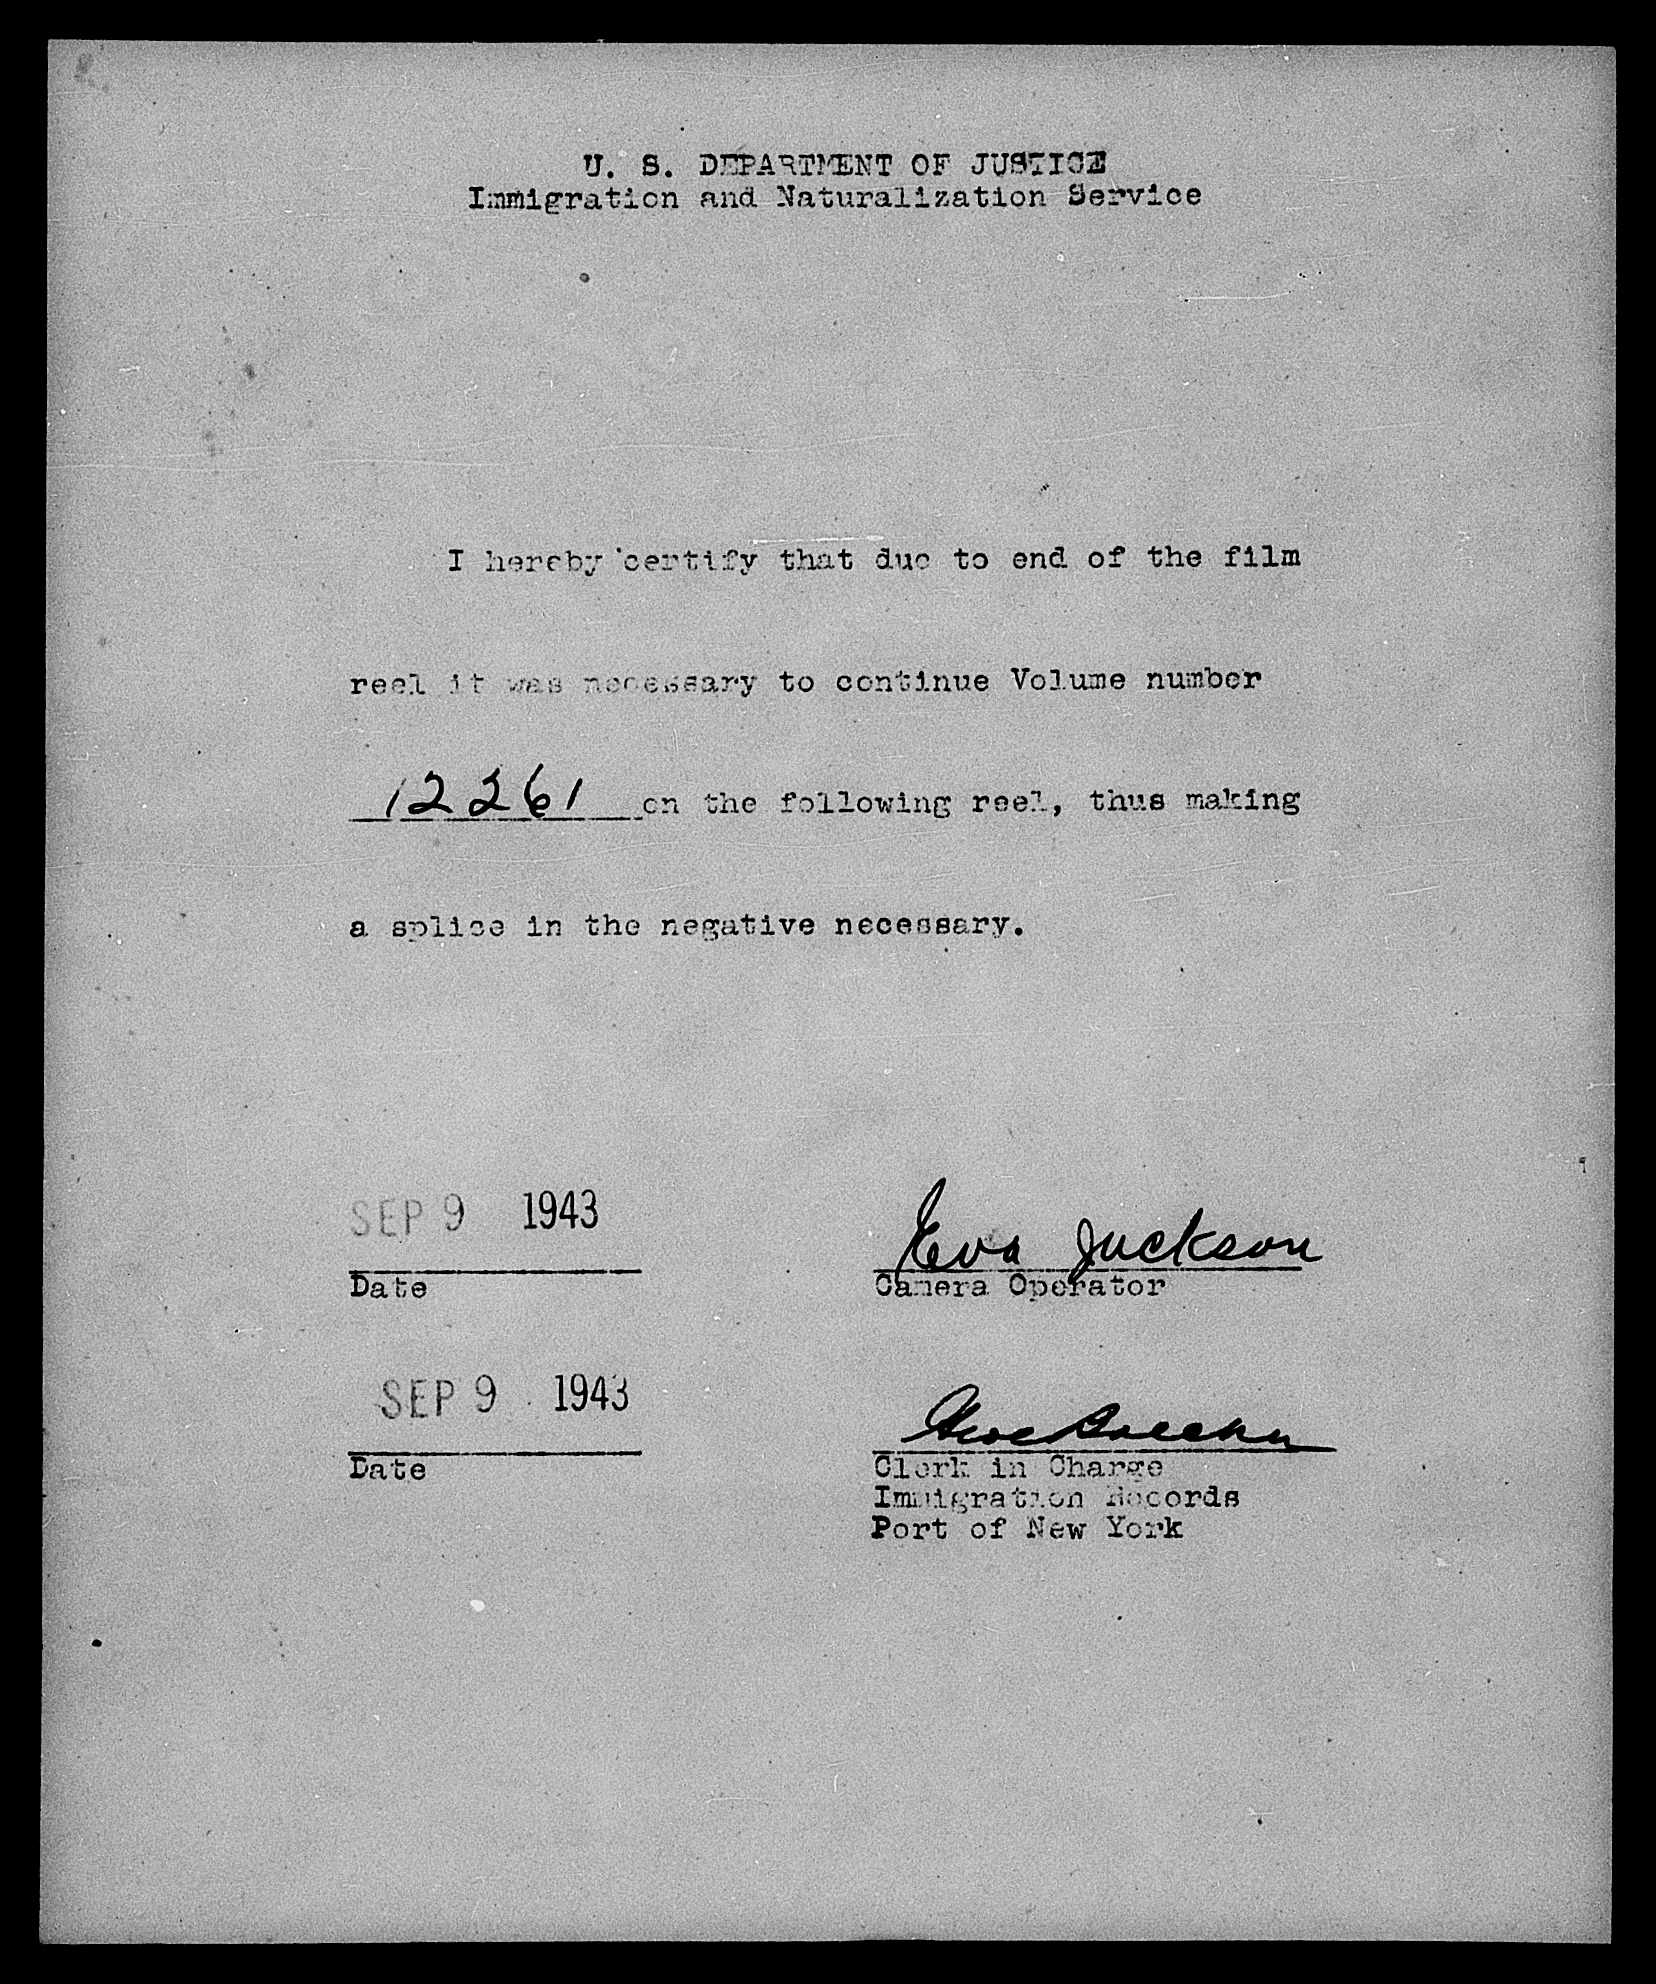 U. S. DEPARTMENT OF JUSTICE
Immigration and Naturalization Service
I hereby certify that due to end of the film
reel it was necessary to continue Volume number
12261 on the following reel, thus making
a splice in the negative necessary.
SEP 9 1943
Eva Jackson
Date
Camera Operator
SEP 9 1943
Date
Clerk in Charge
Immigration Records
Port of New York